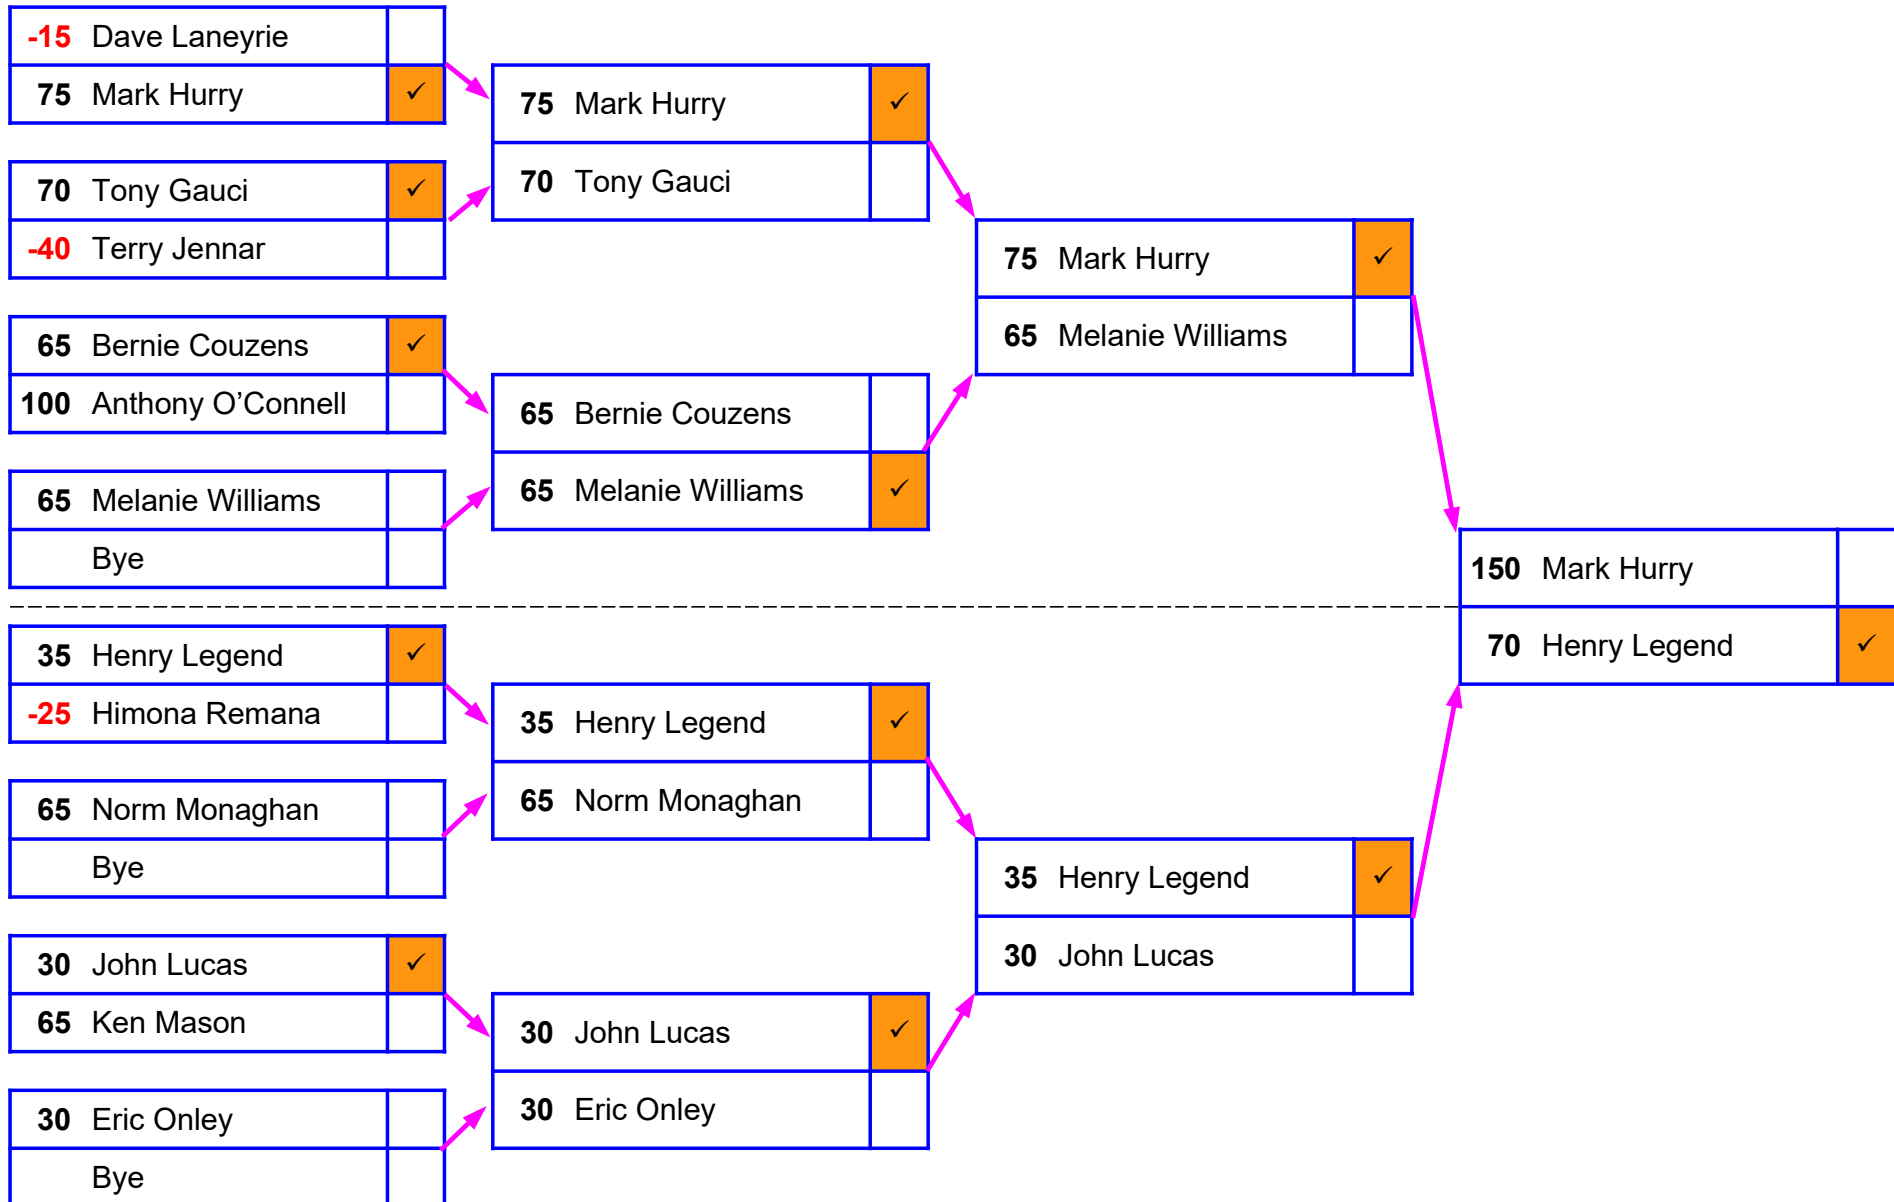 -15 Dave Laneyrie
75 Mark Hurry ✓
70 Tony Gauci ✓
-40 Terry Jennar
65 Bernie Couzens ✓
100 Anthony O’Connell
65 Melanie Williams
Bye
35 Henry Legend ✓
-25 Himona Remana
65 Norm Monaghan
Bye
30 John Lucas ✓
65 Ken Mason
30 Eric Onley
Bye
75 Mark Hurry ✓
70 Tony Gauci
65 Bernie Couzens
65 Melanie Williams ✓
35 Henry Legend ✓
65 Norm Monaghan
30 John Lucas ✓
30 Eric Onley
75 Mark Hurry ✓
65 Melanie Williams
35 Henry Legend ✓
30 John Lucas
150 Mark Hurry
70 Henry Legend ✓